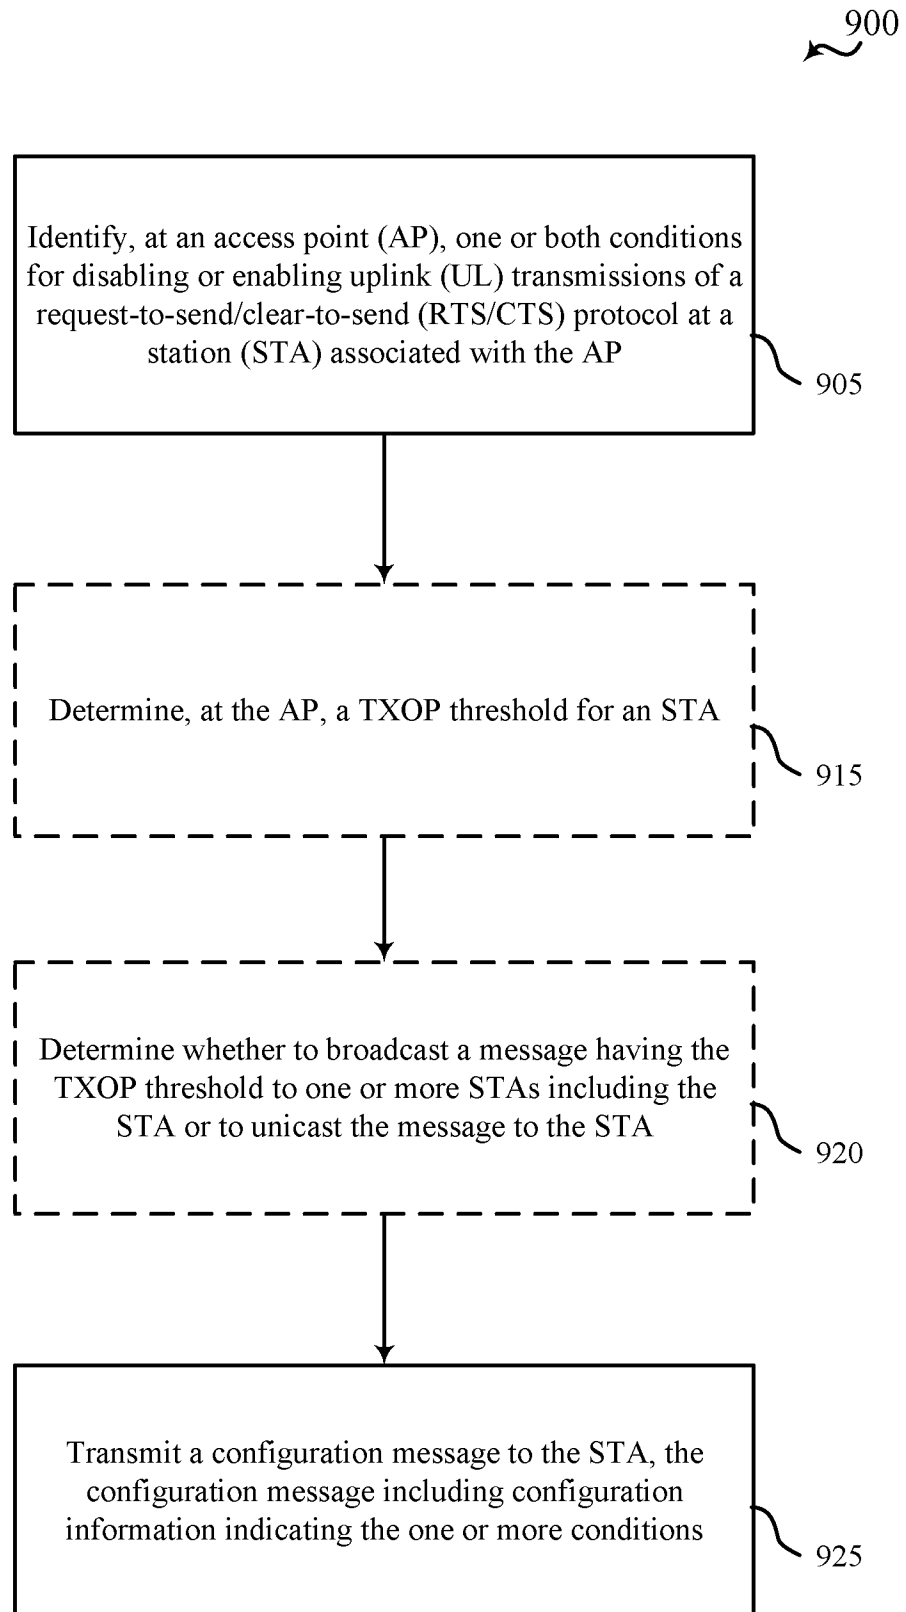 900
Identify, at an access point (AP), one or both conditions
for disabling or enabling uplink (UL) transmissions of a
request-to-send/clear-to-send (RTS/CTS) protocol at a
station (STA) associated with the AP
905
Determine, at the AP, a TXOP threshold for an STA
915
Determine whether to broadcast a message having the
TXOP threshold to one or more STAs including the
STA or to unicast the message to the STA
920
Transmit a configuration message to the STA, the
configuration message including configuration
information indicating the one or more conditions
925